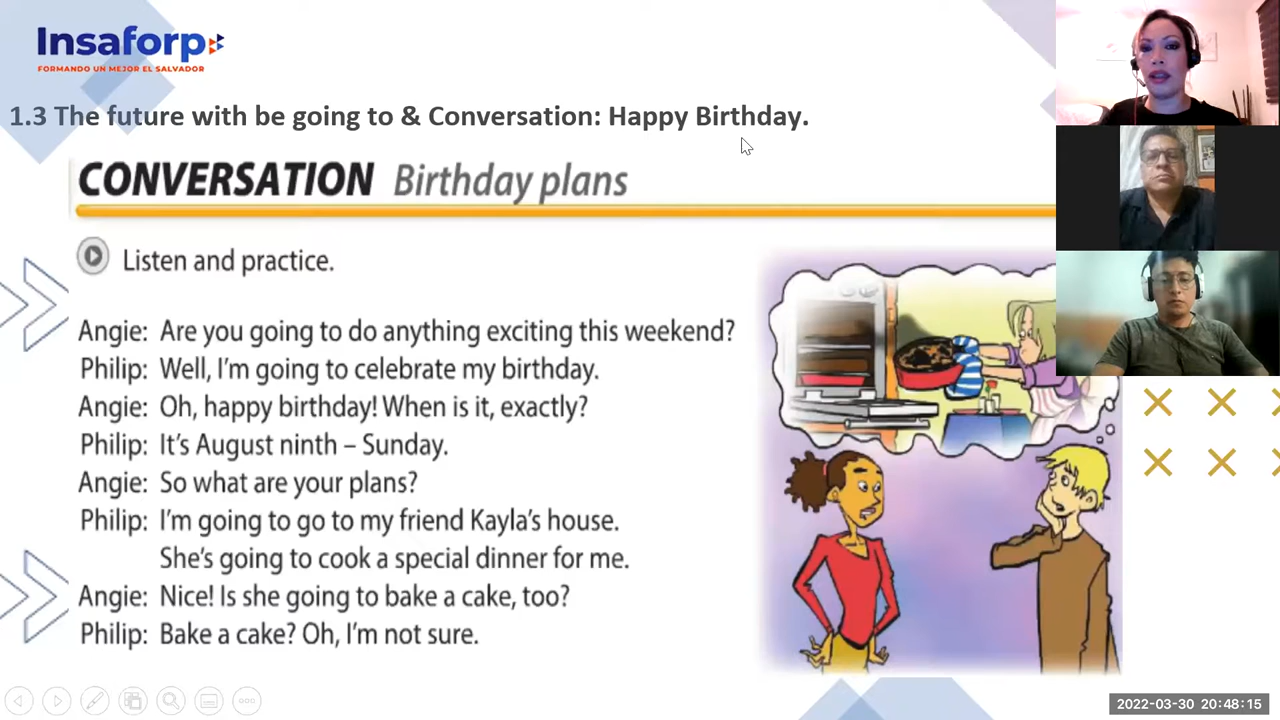 Insaforp
FORMANDO UN MEJOR EL SALVADOR
1.3 The future with be going to & Conversation: Happy Birthday.
CONVERSATION Birthday plans
Listen and practice.
Angie: Are you going to do anything exciting this weekend?
Philip: Well, I'm going to celebrate my birthday.
Angie: Oh, happy birthday! When is it, exactly?
Philip: It's August ninth – Sunday.
Angie: So what are your plans?
Philip: I'm going to go to my friend Kayla's house.
She's going to cook a special dinner for me.
Angie: Nice! Is she going to bake a cake, too?
Philip: Bake a cake? Oh, I'm not sure.
2022-03-30 20:48:15